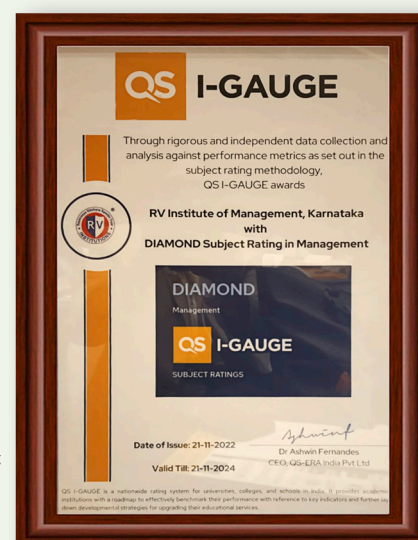 QS I-GAUGE
Through rigorous and independent data collection and
analysis against performance metrics as set out in the
subject rating methodology,
QS I-GAUGE awards
RV Institute of Management, Karnataka
with
DIAMOND Subject Rating in Management
RV
INSTITUTIONS
DIAMOND
Management
QS I-GAUGE
SUBJECT RATINGS
Date of Issue: 21-11-2022
Valid Till: 21-11-2024
Dr Ashwin Fernandes
CEO, QS-ERA India Pvt Ltd
QS I-GAUGE is a nationwide rating system for universities, colleges, and schools in India. It provides academic
institutions with a roadmap to effectively benchmark their performance with reference to key indicators and further lay
down developmental strategies for upgrading their educational services.